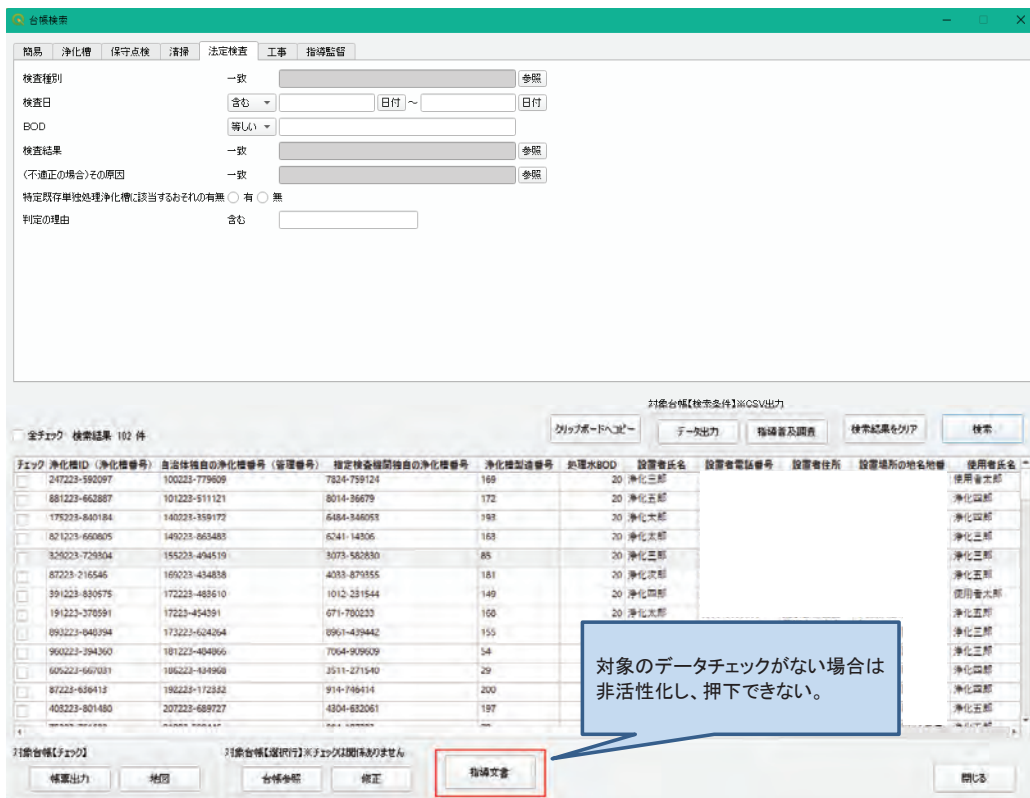 台帳検索
簡易 浄化槽 保守点検 清掃 法定検査 工事 指導監督
検査種別 一致 参照
検査日 含む 日付 ～ 日付
BOD 等しい
検査結果 一致 参照
(不適正の場合)その原因 一致 参照
特定既存単独処理浄化槽に該当するおそれの有無 有 無
判定の理由 含む
対象台帳【検索条件】※CSV出力
全チェック 検索結果 102 件 クリップボードへコピー データ出力 指導普及調査 検索結果をクリア 検索
チェック 浄化槽ID（浄化槽番号） 自治体独自の浄化槽番号（管理番号） 指定検査機関独自の浄化槽番号 浄化槽製造番号 処理水BOD 設置者氏名 設置者電話番号 設置者住所 設置場所の地名地番 使用者氏名
247223-592097 100223-779609 7824-759124 169 20 浄化三郎 使用者太郎
881223-662887 101223-511121 8014-36679 172 20 浄化五郎 浄化四郎
175223-840184 140223-359172 6484-346053 193 20 浄化太郎 浄化四郎
821223-660805 149223-863483 6241-14306 163 20 浄化太郎 浄化三郎
329223-729304 155223-494519 3073-582830 85 20 浄化三郎 浄化三郎
87223-216546 169223-434838 4033-879355 181 20 浄化次郎 浄化五郎
391223-830575 172223-483610 1012-231544 149 20 浄化四郎 使用者太郎
191223-378591 17223-454391 671-780233 168 20 浄化太郎 浄化五郎
893223-848394 173223-624264 8961-439442 155 浄化三郎
960223-394360 181223-404866 7064-909609 54 浄化三郎
605223-667031 186223-434968 3511-271540 29 浄化四郎
87223-636413 192223-172332 914-746414 200 浄化四郎
403223-801480 207223-689727 4304-632061 197 浄化五郎
対象のデータチェックがない場合は
非活性化し、押下できない。
対象台帳【チェック】 対象台帳【選択行】※チェックは関係ありません
帳票出力 地図 台帳参照 修正 指導文書 閉じる